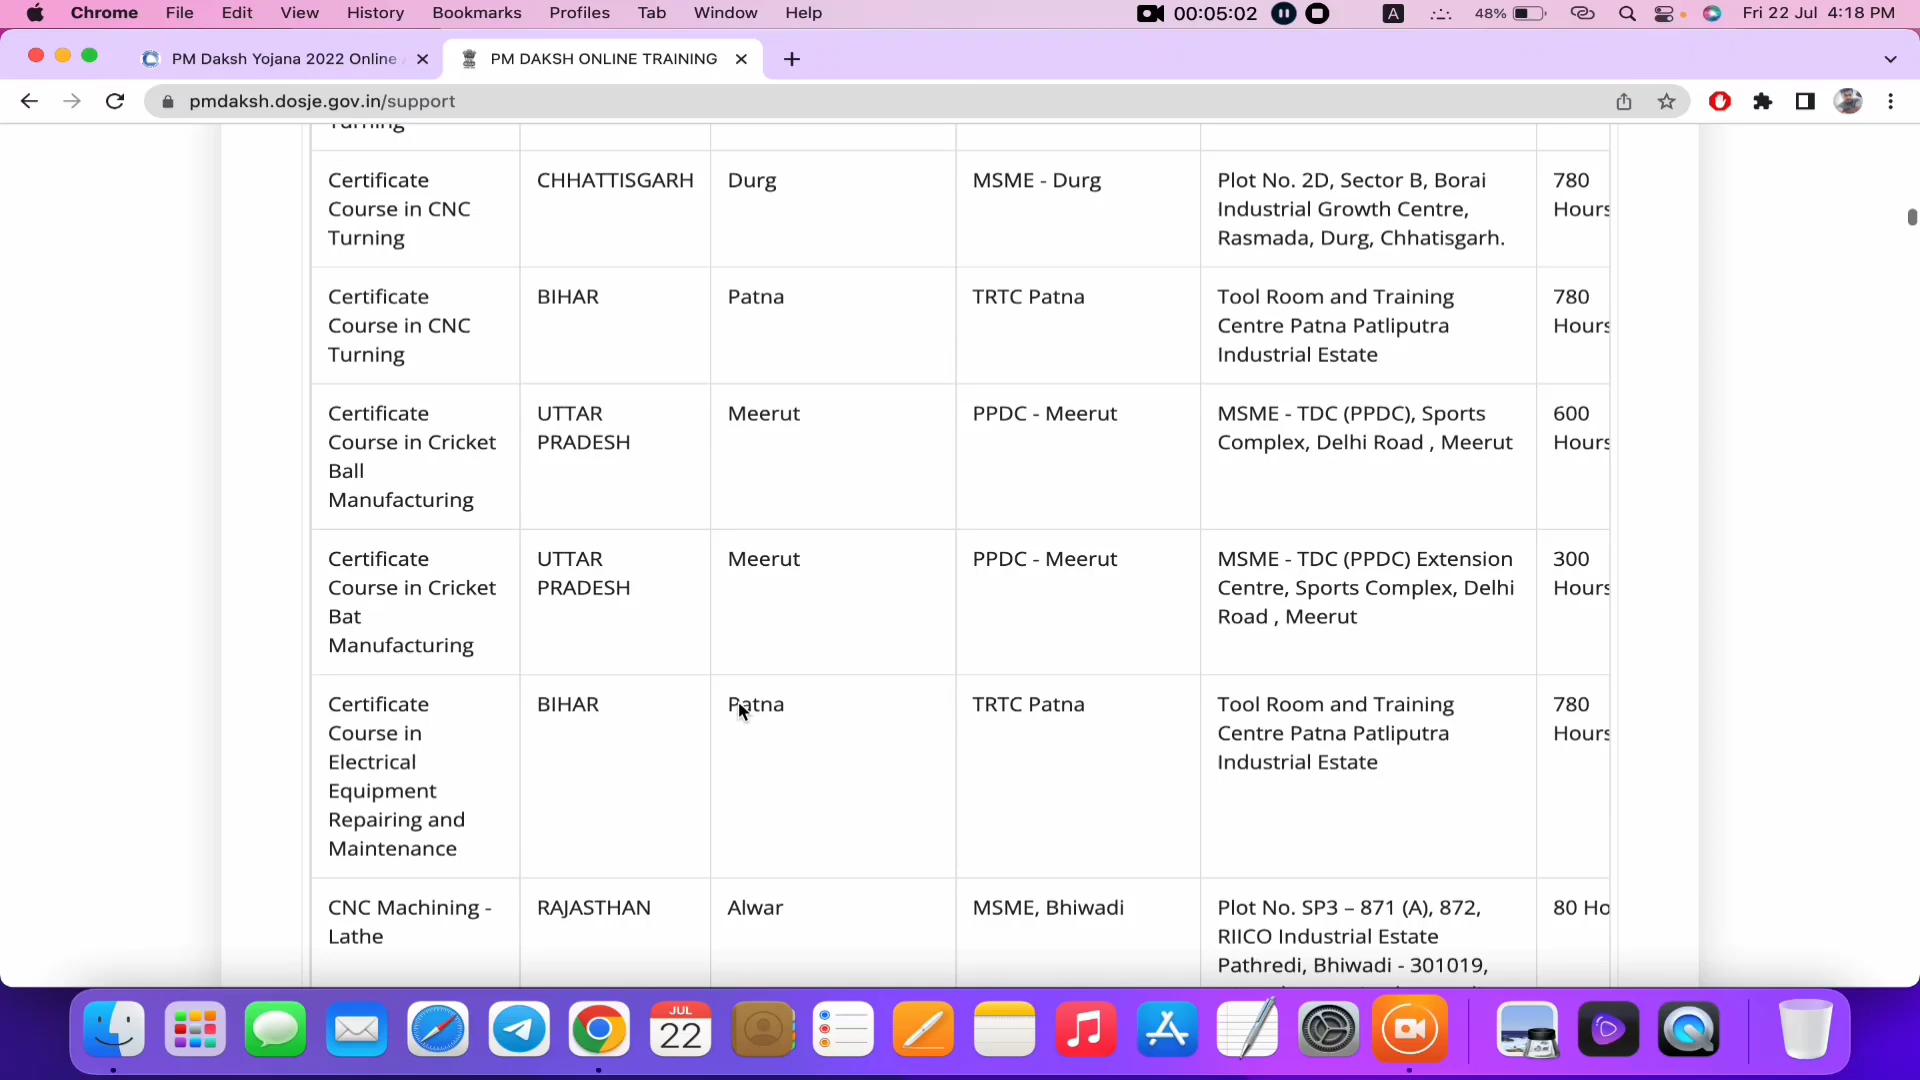 Chrome File Edit View History Bookmarks Profiles Tab Window Help 00:05:02 A 48% Fri 22 Jul 4:18 PM
PM Daksh Yojana 2022 Online PM DAKSH ONLINE TRAINING
pmdaksh.dosje.gov.in/support
Turning
Certificate CHHATTISGARH Durg MSME - Durg Plot No. 2D, Sector B, Borai 780
Course in CNC Industrial Growth Centre, Hours
Turning Rasmada, Durg, Chhatisgarh.
Certificate BIHAR Patna TRTC Patna Tool Room and Training 780
Course in CNC Centre Patna Patliputra Hours
Turning Industrial Estate
Certificate UTTAR Meerut PPDC - Meerut MSME - TDC (PPDC), Sports 600
Course in Cricket PRADESH Complex, Delhi Road , Meerut Hours
Ball
Manufacturing
Certificate UTTAR Meerut PPDC - Meerut MSME - TDC (PPDC) Extension 300
Course in Cricket PRADESH Centre, Sports Complex, Delhi Hours
Bat Road , Meerut
Manufacturing
Certificate BIHAR Patna TRTC Patna Tool Room and Training 780
Course in Centre Patna Patliputra Hours
Electrical Industrial Estate
Equipment
Repairing and
Maintenance
CNC Machining - RAJASTHAN Alwar MSME, Bhiwadi Plot No. SP3 – 871 (A), 872, 80 Ho
Lathe RIICO Industrial Estate
Pathredi, Bhiwadi - 301019,
JUL
22